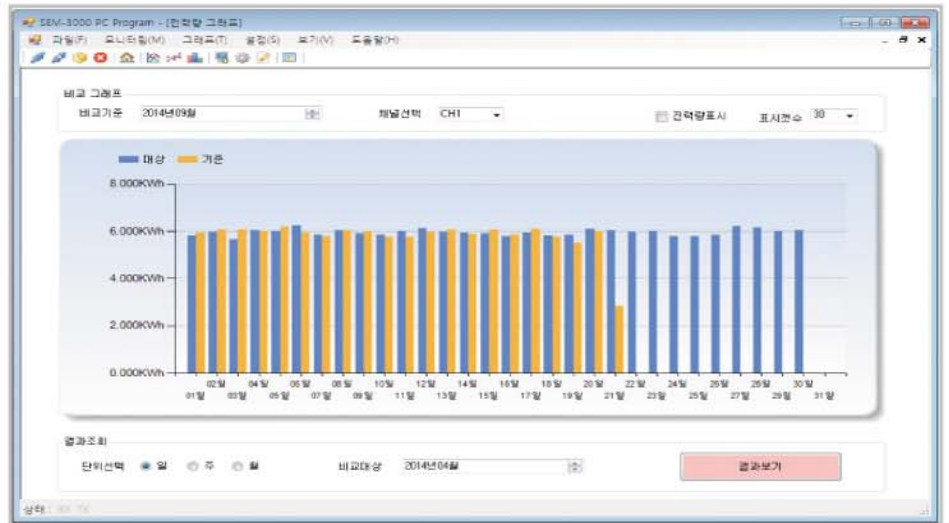 SEM-3000 PC Program - [전력량 그래프]
파일(F) 모니터링(M) 그래프(T) 설정(S) 보기(V) 도움말(H)
비교 그래프
비교기준 2014년09월 채널선택 CH1 전력량표시 표시갯수 30
대상 기준
8.000KWh
6.000KWh
4.000KWh
2.000KWh
0.000KWh
02일 04일 06일 08일 10일 12일 14일 16일 18일 20일 22일 24일 26일 28일 30일
01일 03일 05일 07일 09일 11일 13일 15일 17일 19일 21일 23일 25일 27일 29일 31일
결과조회
단위선택 일 주 월 비교대상 2014년04월 결과보기
상태 : RX TX